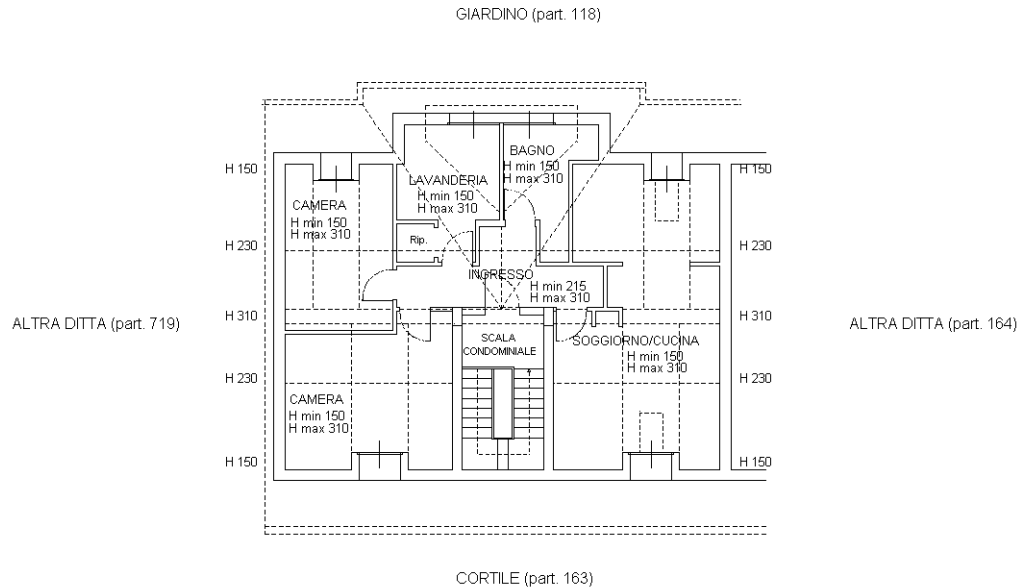 GIARDINO (part. 118)
H 150
BAGNO
H min 150
H max 310
H 150
LAVANDERIA
H min 150
H max 310
CAMERA
H min 150
H max 310
Rip.
H 230
H 230
INGRESSO
H min 215
H max 310
ALTRA DITTA (part. 719)
H 310
H 310
ALTRA DITTA (part. 164)
SCALA
CONDOMINIALE
SOGGIORNO/CUCINA
H min 150
H max 310
H 230
H 230
CAMERA
H min 150
H max 310
H 150
H 150
CORTILE (part. 163)